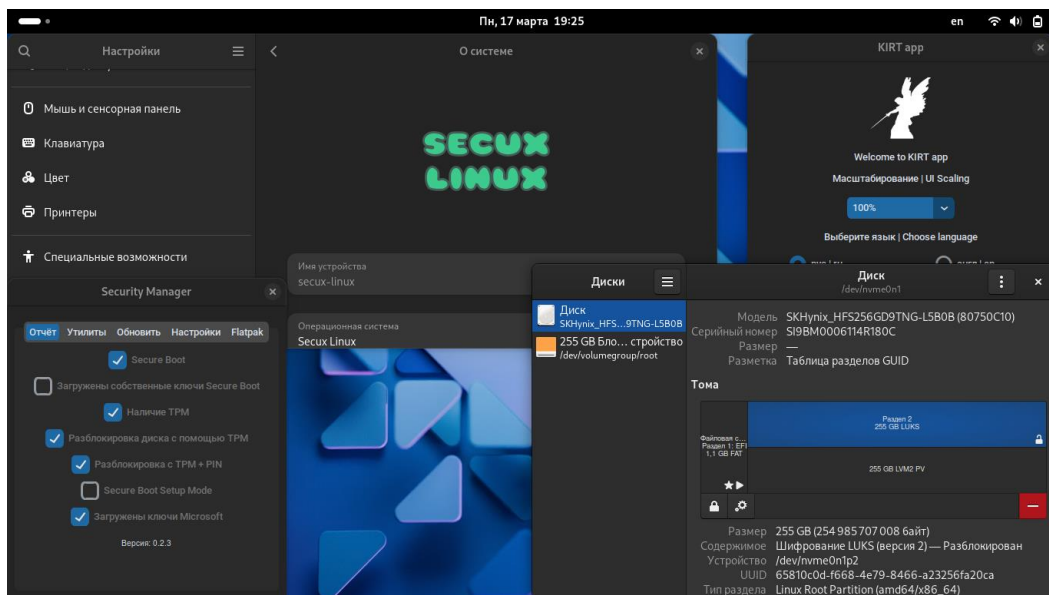 Пн, 17 марта 19:25
en
Настройки
Мышь и сенсорная панель
Клавиатура
Цвет
Принтеры
Специальные возможности
О системе
SECUX
LINUX
Имя устройства
secux-linux
Операционная система
Secux Linux
KIRT app
Welcome to KIRT app
Масштабирование | UI Scaling
100%
Выберите язык | Choose language
Security Manager
Отчёт Утилиты Обновить Настройки Flatpak
Secure Boot
Загружены собственные ключи Secure Boot
Наличие TPM
Разблокировка диска с помощью TPM
Разблокировка с TPM + PIN
Secure Boot Setup Mode
Загружены ключи Microsoft
Версия: 0.2.3
Диски
Диск
SKHynix_HFS...9TNG-L5B0B
255 GB Бло... стройство
/dev/volumegroup/root
Диск
/dev/nvme0n1
Модель SKHynix_HFS256GD9TNG-L5B0B (80750C10)
Серийный номер SI9BM0006114R180C
Размер —
Разметка Таблица разделов GUID
Тома
Файловая с...
Раздел 1: EFI
1,1 GB FAT
Раздел 2
255 GB LUKS
255 GB LVM2 PV
Размер 255 GB (254 985 707 008 байт)
Содержимое Шифрование LUKS (версия 2) — Разблокирован
Устройство /dev/nvme0n1p2
UUID 65810c0d-f668-4e79-8466-a23256fa20ca
Тип раздела Linux Root Partition (amd64/x86_64)